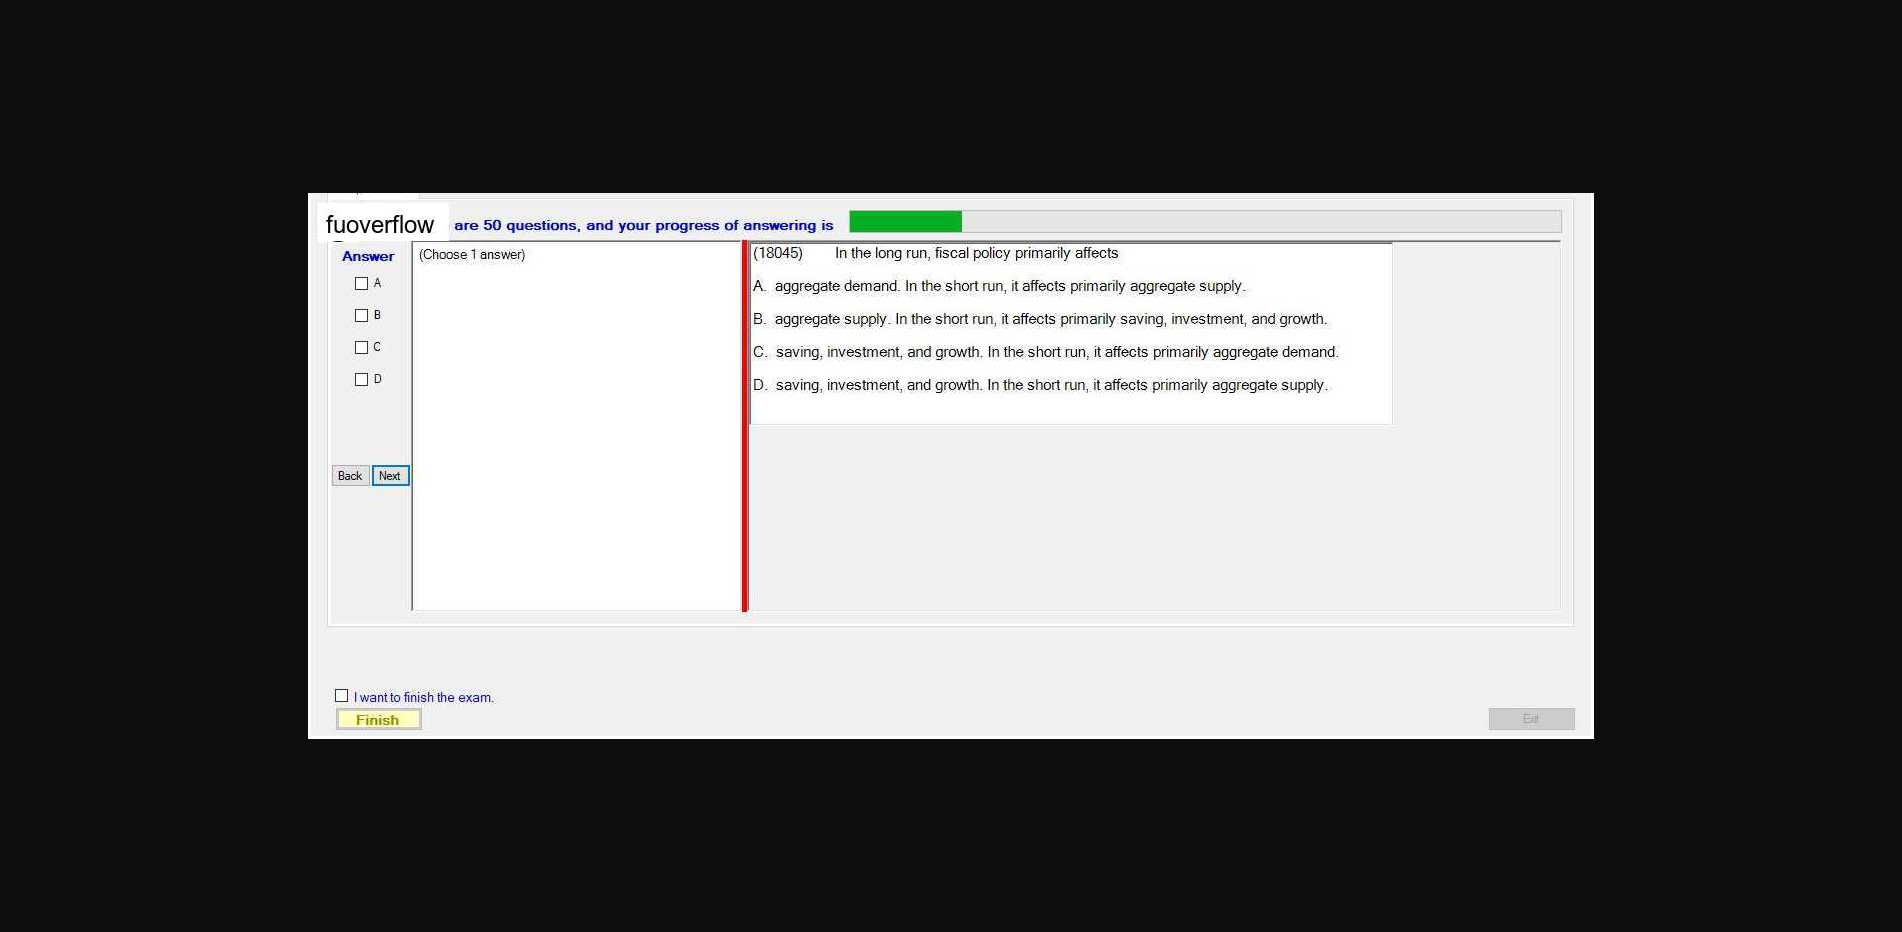 fuoverflow are 50 questions, and your progress of answering is
Answer
(Choose 1 answer)
A
B
C
D
Back Next
(18045) In the long run, fiscal policy primarily affects
A. aggregate demand. In the short run, it affects primarily aggregate supply.
B. aggregate supply. In the short run, it affects primarily saving, investment, and growth.
C. saving, investment, and growth. In the short run, it affects primarily aggregate demand.
D. saving, investment, and growth. In the short run, it affects primarily aggregate supply.
I want to finish the exam.
Finish
Exit